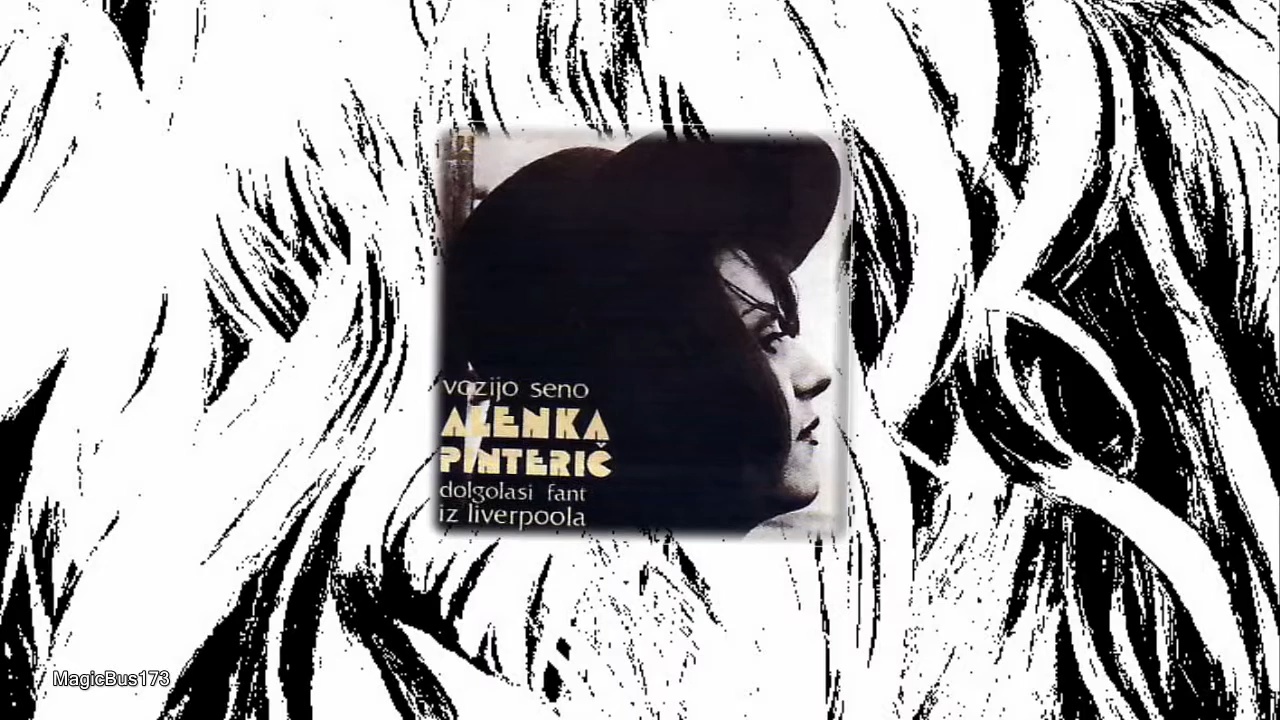 vozijo seno
ALENKA
PINTERIČ
dolgolasi fant
iz liverpoola
MagicBus173